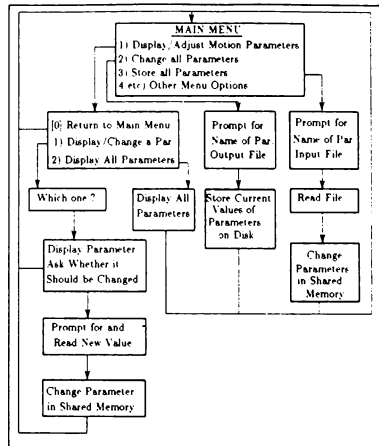 MAIN MENU
1) Display/Adjust Motion Parameters
2) Change all Parameters
3) Store all Parameters
4 etc) Other Menu Options
[0] Return to Main Menu
1) Display/Change a Par
2) Display All Parameters
Prompt for
Name of Par
Output File
Prompt for
Name of Par
Input File
Which one ?
Display All
Parameters
Store Current
Values of
Parameters
on Disk
Read File
Display Parameter
Ask Whether it
Should be Changed
Change
Parameters
in Shared
Memory
Prompt for and
Read New Value
Change Parameter
in Shared Memory